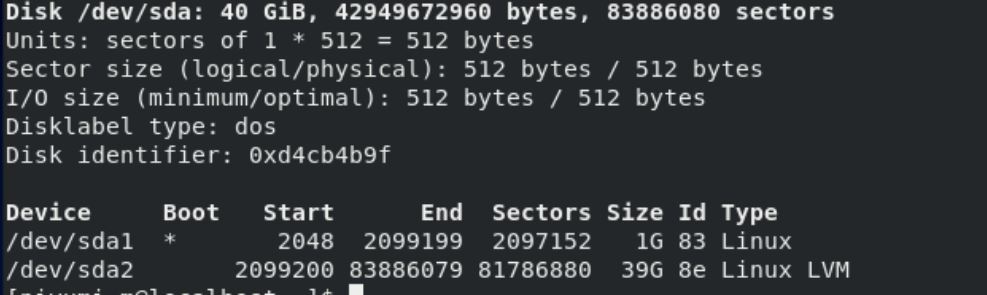 Disk /dev/sda: 40 GiB, 42949672960 bytes, 83886080 sectors
Units: sectors of 1 * 512 = 512 bytes
Sector size (logical/physical): 512 bytes / 512 bytes
I/O size (minimum/optimal): 512 bytes / 512 bytes
Disklabel type: dos
Disk identifier: 0xd4cb4b9f
Device Boot Start End Sectors Size Id Type
/dev/sda1 * 2048 2099199 2097152 1G 83 Linux
/dev/sda2 2099200 83886079 81786880 39G 8e Linux LVM